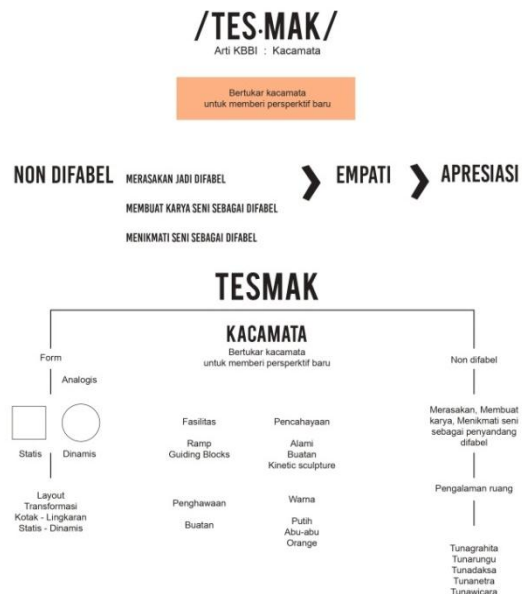 /TES·MAK/
Arti KBBI : Kacamata
Bertukar kacamata
untuk memberi persperktif baru
NON DIFABEL
MERASAKAN JADI DIFABEL
MEMBUAT KARYA SENI SEBAGAI DIFABEL
MENIKMATI SENI SEBAGAI DIFABEL
EMPATI
APRESIASI
TESMAK
KACAMATA
Bertukar kacamata
untuk memberi persperktif baru
Form
Analogis
Statis
Dinamis
Layout
Transformasi
Kotak - Lingkaran
Statis - Dinamis
Fasilitas
Ramp
Guiding Blocks
Penghawaan
Buatan
Pencahayaan
Alami
Buatan
Kinetic sculpture
Warna
Putih
Abu-abu
Orange
Non difabel
Merasakan, Membuat
karya, Menikmati seni
sebagai penyandang
difabel
Pengalaman ruang
Tunagrahita
Tunarungu
Tunadaksa
Tunanetra
Tunawicara